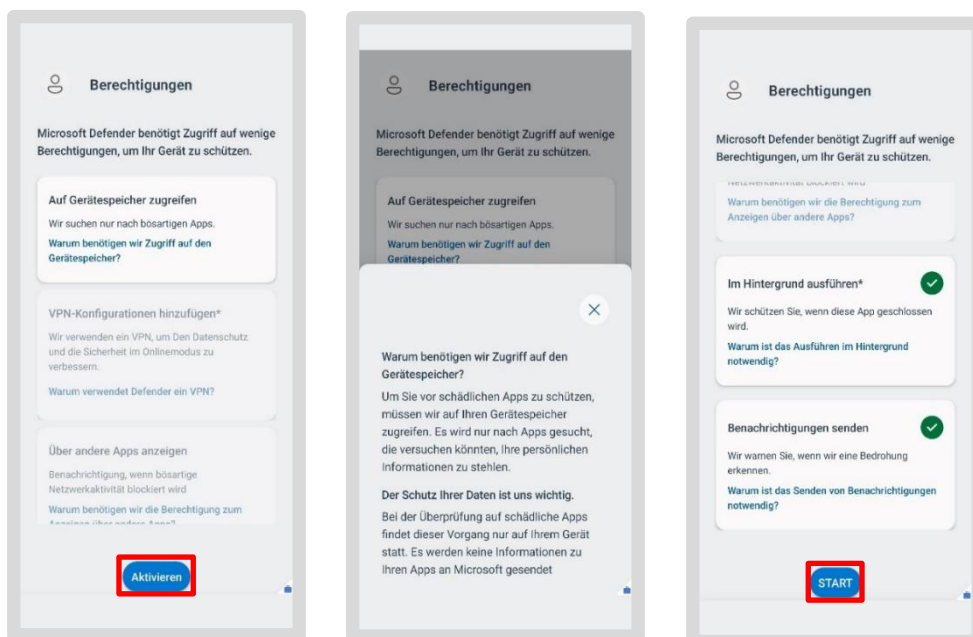 Berechtigungen
Microsoft Defender benötigt Zugriff auf wenige
Berechtigungen, um Ihr Gerät zu schützen.
Auf Gerätespeicher zugreifen
Wir suchen nur nach bösartigen Apps.
Warum benötigen wir Zugriff auf den
Gerätespeicher?
VPN-Konfigurationen hinzufügen*
Wir verwenden ein VPN, um Den Datenschutz
und die Sicherheit im Onlinemodus zu
verbessern.
Warum verwendet Defender ein VPN?
Über andere Apps anzeigen
Benachrichtigung, wenn bösartige
Netzwerkaktivität blockiert wird
Warum benötigen wir die Berechtigung zum
Anzeigen über andere Apps?
Aktivieren
Berechtigungen
Microsoft Defender benötigt Zugriff auf wenige
Berechtigungen, um Ihr Gerät zu schützen.
Auf Gerätespeicher zugreifen
Wir suchen nur nach bösartigen Apps.
Warum benötigen wir Zugriff auf den
Gerätespeicher?
Warum benötigen wir Zugriff auf den
Gerätespeicher?
Um Sie vor schädlichen Apps zu schützen,
müssen wir auf Ihren Gerätespeicher
zugreifen. Es wird nur nach Apps gesucht,
die versuchen könnten, Ihre persönlichen
Informationen zu stehlen.
Der Schutz Ihrer Daten ist uns wichtig.
Bei der Überprüfung auf schädliche Apps
findet dieser Vorgang nur auf Ihrem Gerät
statt. Es werden keine Informationen zu
Ihren Apps an Microsoft gesendet
Berechtigungen
Microsoft Defender benötigt Zugriff auf wenige
Berechtigungen, um Ihr Gerät zu schützen.
Netzwerkaktivität blockiert wird
Warum benötigen wir die Berechtigung zum
Anzeigen über andere Apps?
Im Hintergrund ausführen*
Wir schützen Sie, wenn diese App geschlossen
wird.
Warum ist das Ausführen im Hintergrund
notwendig?
Benachrichtigungen senden
Wir warnen Sie, wenn wir eine Bedrohung
erkennen.
Warum ist das Senden von Benachrichtigungen
notwendig?
START